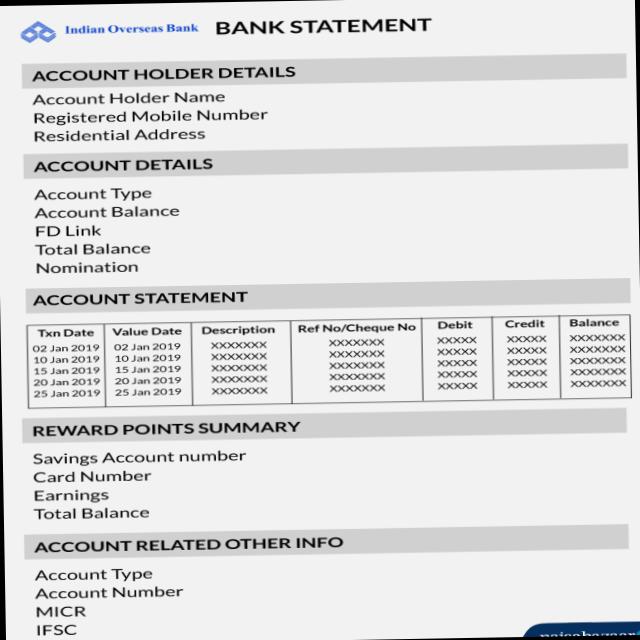 Indian Overseas Bank BANK STATEMENT
ACCOUNT HOLDER DETAILS
Account Holder Name
Registered Mobile Number
Residential Address
ACCOUNT DETAILS
Account Type
Account Balance
FD Link
Total Balance
Nomination
ACCOUNT STATEMENT
Txn Date Value Date Description Ref No/Cheque No Debit Credit Balance
02 Jan 2019 02 Jan 2019 XXXXXXX XXXXXXX XXXXX XXXXX XXXXXXX
10 Jan 2019 10 Jan 2019 XXXXXXX XXXXXXX XXXXX XXXXX XXXXXXX
15 Jan 2019 15 Jan 2019 XXXXXXX XXXXXXX XXXXX XXXXX XXXXXXX
20 Jan 2019 20 Jan 2019 XXXXXXX XXXXXXX XXXXX XXXXX XXXXXXX
25 Jan 2019 25 Jan 2019 XXXXXXX XXXXXXX XXXXX XXXXX XXXXXXX
REWARD POINTS SUMMARY
Savings Account number
Card Number
Earnings
Total Balance
ACCOUNT RELATED OTHER INFO
Account Type
Account Number
MICR
IFSC